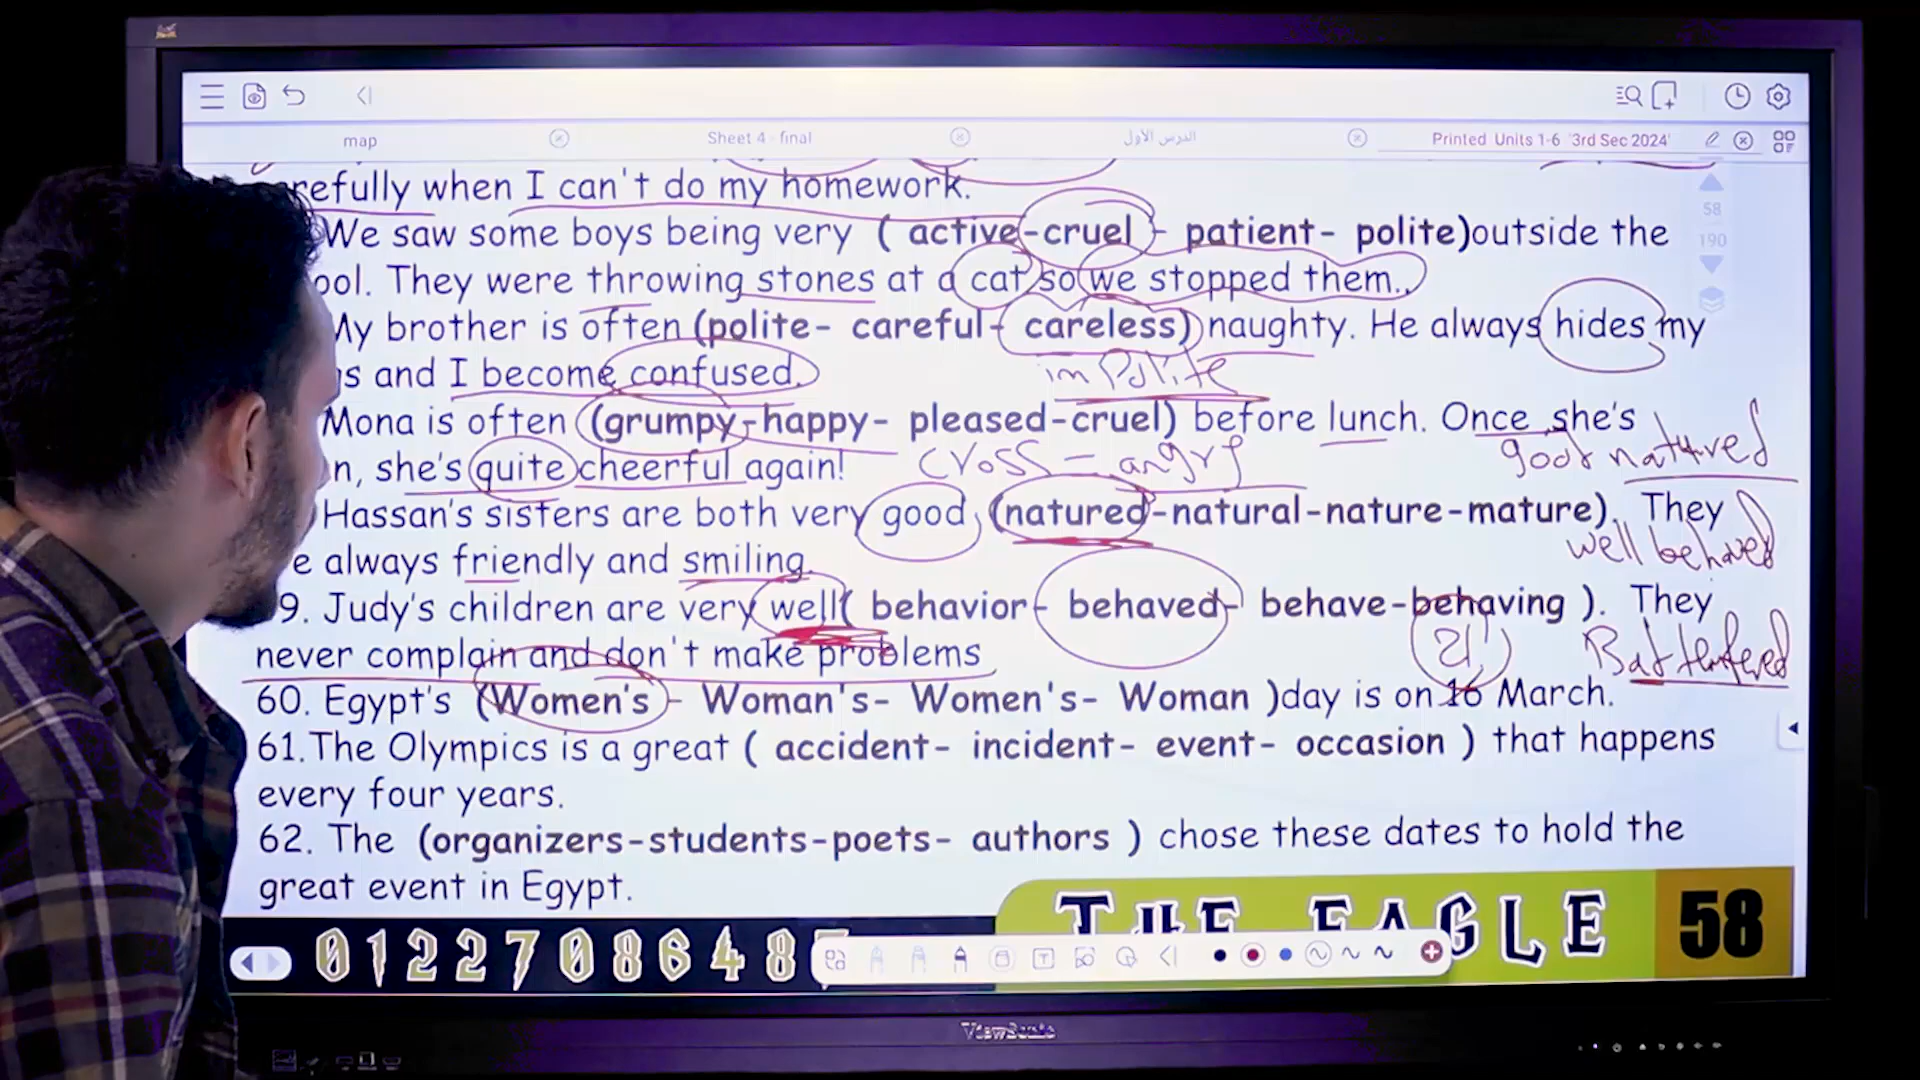 map
Sheet 4 - final
الدرس الأول
Printed Units 1-6 '3rd Sec 2024'
refully when I can't do my homework.
We saw some boys being very ( active-cruel - patient- polite)outside the
ool. They were throwing stones at a cat so we stopped them..
58
190
My brother is often (polite- careful- careless) naughty. He always hides my
s and I become confused.
impolite
Mona is often (grumpy-happy- pleased-cruel) before lunch. Once she's
n, she's quite cheerful again!
cross - angry
good natured
Hassan's sisters are both very good (natured-natural-nature-mature). They
e always friendly and smiling.
well behaved
9. Judy's children are very well( behavior- behaved- behave-behaving ). They
never complain and don't make problems
21
60. Egypt's (Women's- Woman's- Women's- Woman )day is on 16 March.
61.The Olympics is a great ( accident- incident- event- occasion ) that happens
every four years.
62. The (organizers-students-poets- authors ) chose these dates to hold the
great event in Egypt.
0122708648
THE EAGLE
58
ViewSonic